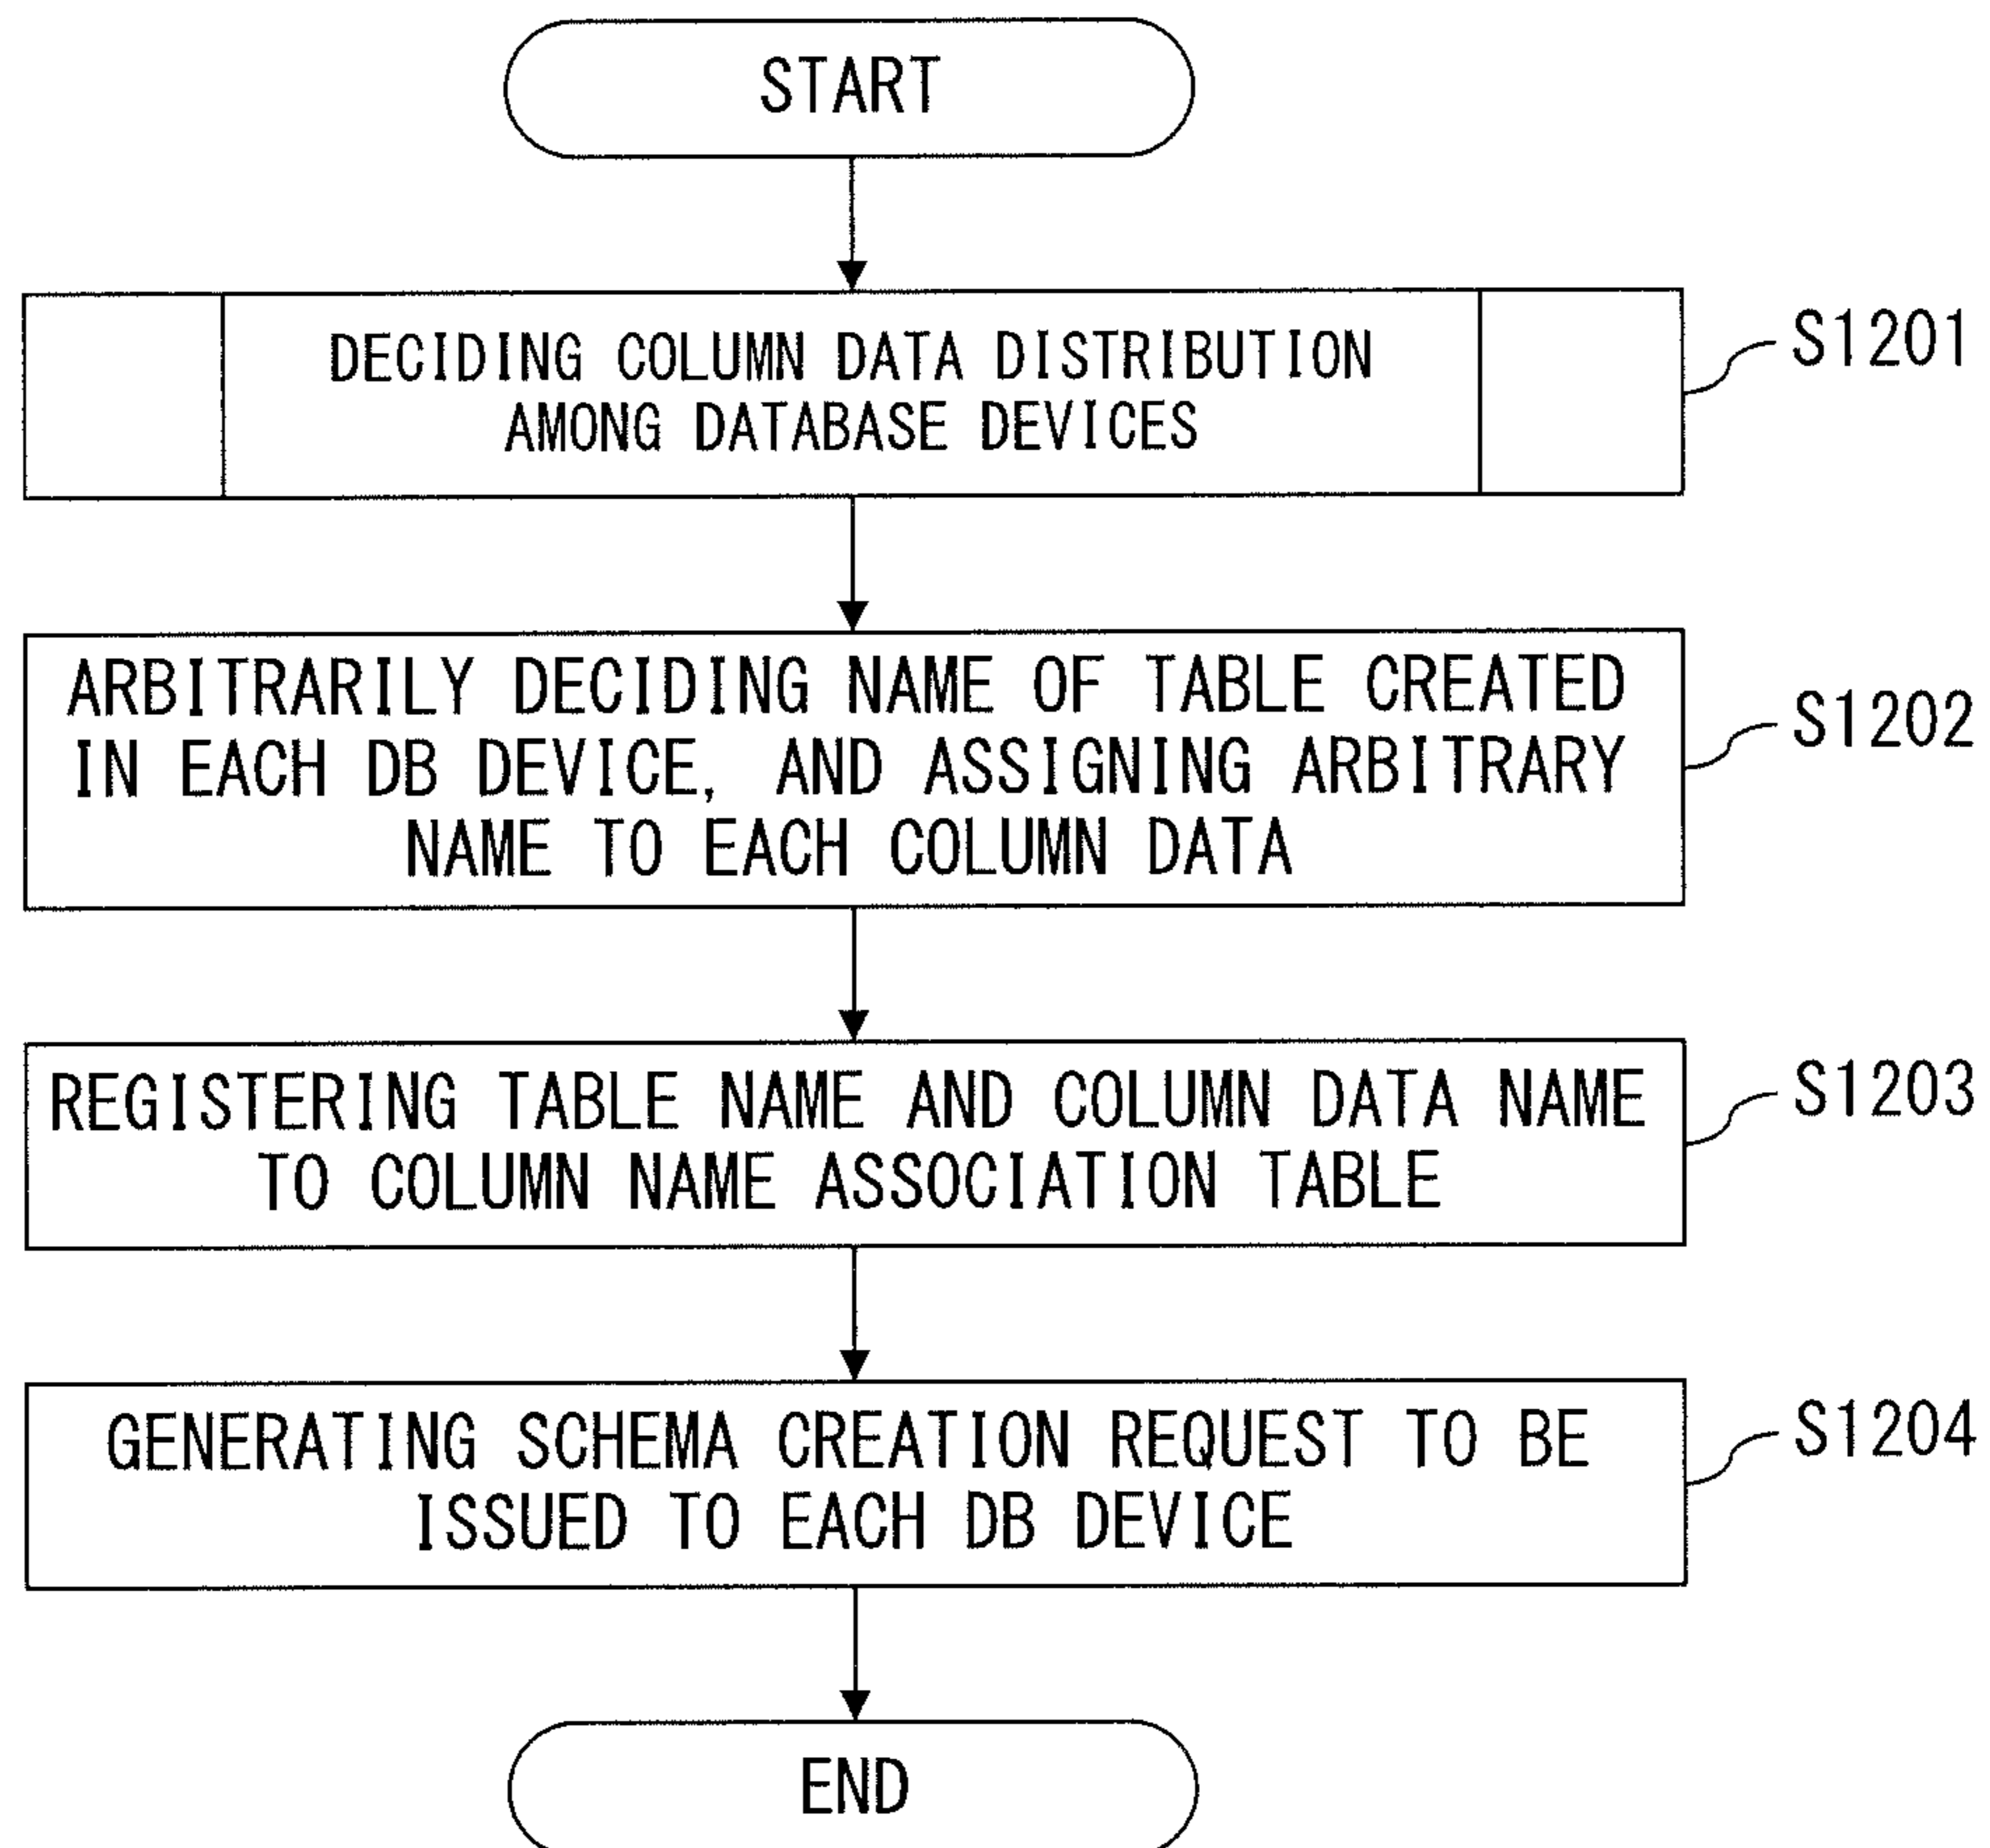 START
DECIDING COLUMN DATA DISTRIBUTION
AMONG DATABASE DEVICES
S1201
ARBITRARILY DECIDING NAME OF TABLE CREATED
IN EACH DB DEVICE, AND ASSIGNING ARBITRARY
NAME TO EACH COLUMN DATA
S1202
REGISTERING TABLE NAME AND COLUMN DATA NAME
TO COLUMN NAME ASSOCIATION TABLE
S1203
GENERATING SCHEMA CREATION REQUEST TO BE
ISSUED TO EACH DB DEVICE
S1204
END